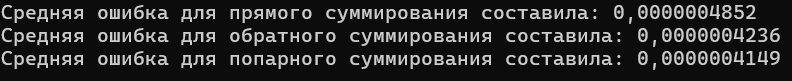 Средняя ошибка для прямого суммирования составила: 0,0000004852
Средняя ошибка для обратного суммирования составила: 0,0000004236
Средняя ошибка для попарного суммирования составила: 0,0000004149